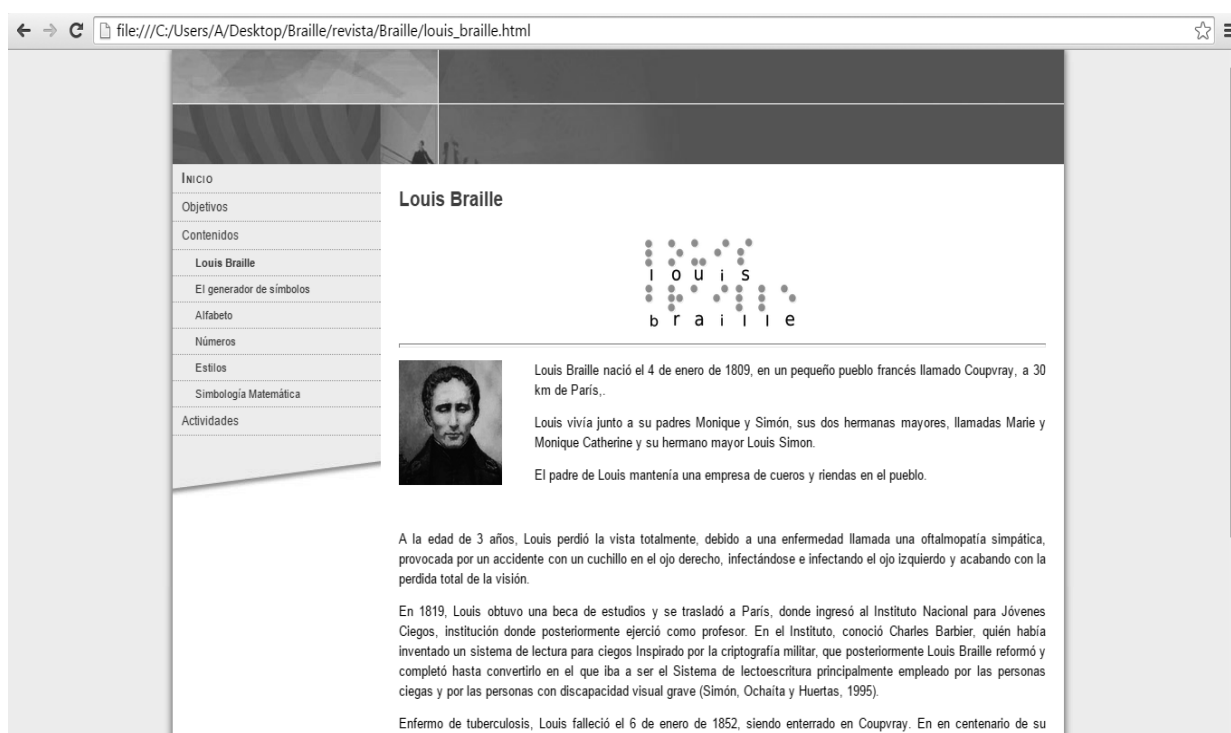 file:///C:/Users/A/Desktop/Braille/revista/Braille/louis_braille.html
Inicio
Objetivos
Contenidos
Louis Braille
El generador de símbolos
Alfabeto
Números
Estilos
Simbología Matemática
Actividades
Louis Braille
louis
braille
Louis Braille nació el 4 de enero de 1809, en un pequeño pueblo francés llamado Coupvray, a 30
km de París,.
Louis vivía junto a su padres Monique y Simón, sus dos hermanas mayores, llamadas Marie y
Monique Catherine y su hermano mayor Louis Simon.
El padre de Louis mantenía una empresa de cueros y riendas en el pueblo.
A la edad de 3 años, Louis perdió la vista totalmente, debido a una enfermedad llamada una oftalmopatía simpática,
provocada por un accidente con un cuchillo en el ojo derecho, infectándose e infectando el ojo izquierdo y acabando con la
perdida total de la visión.
En 1819, Louis obtuvo una beca de estudios y se trasladó a París, donde ingresó al Instituto Nacional para Jóvenes
Ciegos, institución donde posteriormente ejerció como profesor. En el Instituto, conoció Charles Barbier, quién había
inventado un sistema de lectura para ciegos Inspirado por la criptografía militar, que posteriormente Louis Braille reformó y
completó hasta convertirlo en el que iba a ser el Sistema de lectoescritura principalmente empleado por las personas
ciegas y por las personas con discapacidad visual grave (Simón, Ochaíta y Huertas, 1995).
Enfermo de tuberculosis, Louis falleció el 6 de enero de 1852, siendo enterrado en Coupvray. En en centenario de su